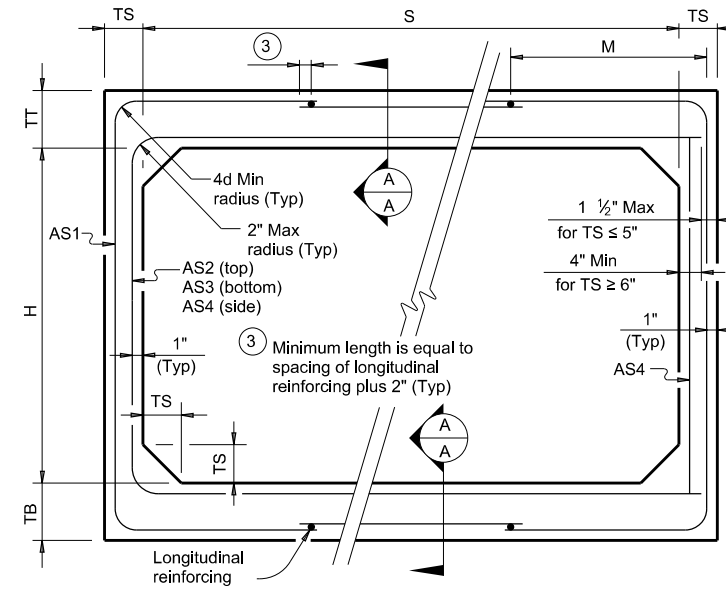 TS
S
TS
3
M
TT
4d Min
radius (Typ)
A
A
2" Max
radius (Typ)
1 ½" Max
for TS ≤ 5"
AS1
AS2 (top)
AS3 (bottom)
AS4 (side)
4" Min
for TS ≥ 6"
H
1"
(Typ)
3
Minimum length is equal to
spacing of longitudinal
reinforcing plus 2" (Typ)
1"
(Typ)
AS4
TS
A
A
TS
TB
Longitudinal
reinforcing